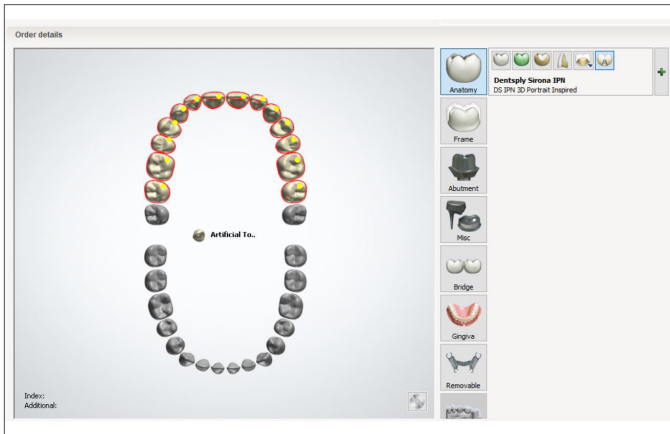 Order details
Anatomy
Dentsply Sirona IPN
DS IPN 3D Portrait Inspired
Frame
Abutment
Artificial To..
Misc
Bridge
Gingiva
Removable
Index:
Additional: